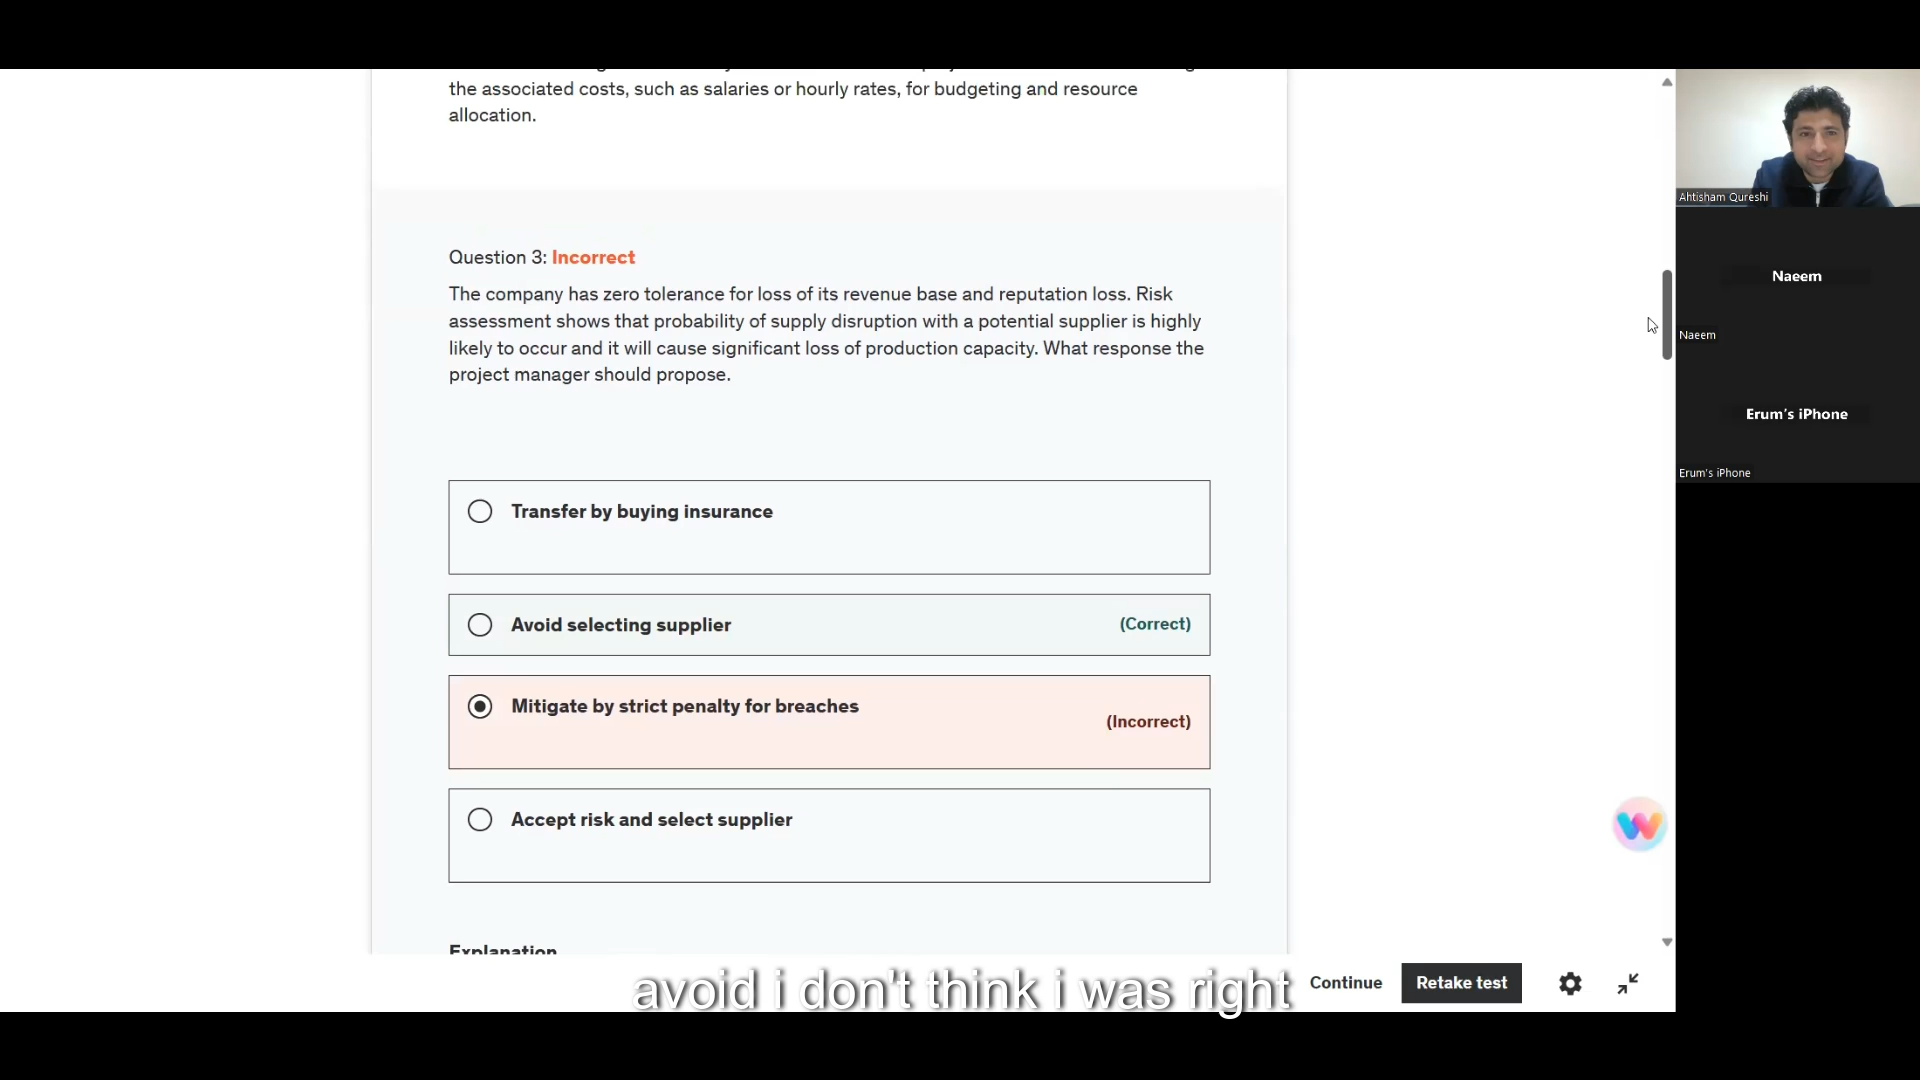 the associated costs, such as salaries or hourly rates, for budgeting and resource
allocation.
Question 3: Incorrect
The company has zero tolerance for loss of its revenue base and reputation loss. Risk
assessment shows that probability of supply disruption with a potential supplier is highly
likely to occur and it will cause significant loss of production capacity. What response the
project manager should propose.
Transfer by buying insurance
Avoid selecting supplier
(Correct)
Mitigate by strict penalty for breaches
(Incorrect)
Accept risk and select supplier
Explanation
Continue
Retake test
avoid i don't think i was right
Ahtisham Qureshi
Naeem
Naeem
Erum's iPhone
Erum's iPhone